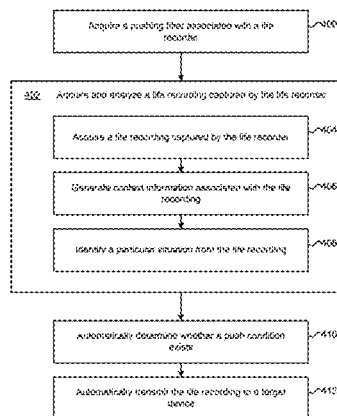 Acquire a pushing filter associated with a life
recorder
400
402 Acquire and analyze a life recording captured by the life recorder
Acquire a life recording captured by the life recorder
404
Generate context information associated with the life
recording
406
Identify a particular situation from the life recording
408
Automatically determine whether a push condition
exists
410
Automatically transmit the life recording to a target
device
412